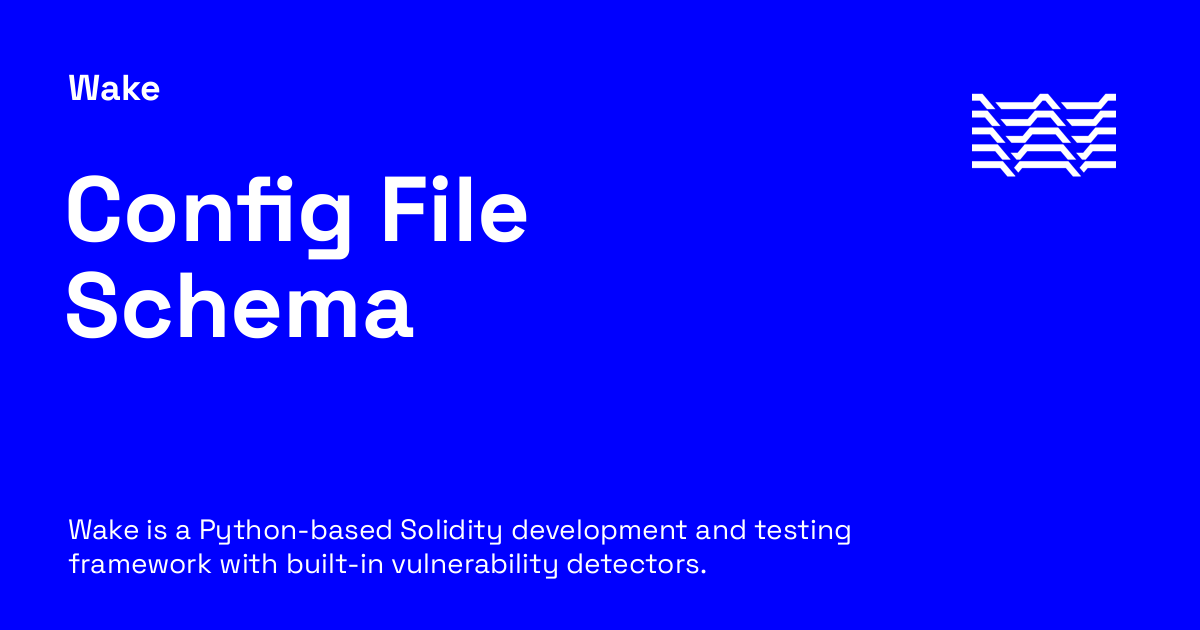 Wake
Config File
Schema
Wake is a Python-based Solidity development and testing
framework with built-in vulnerability detectors.